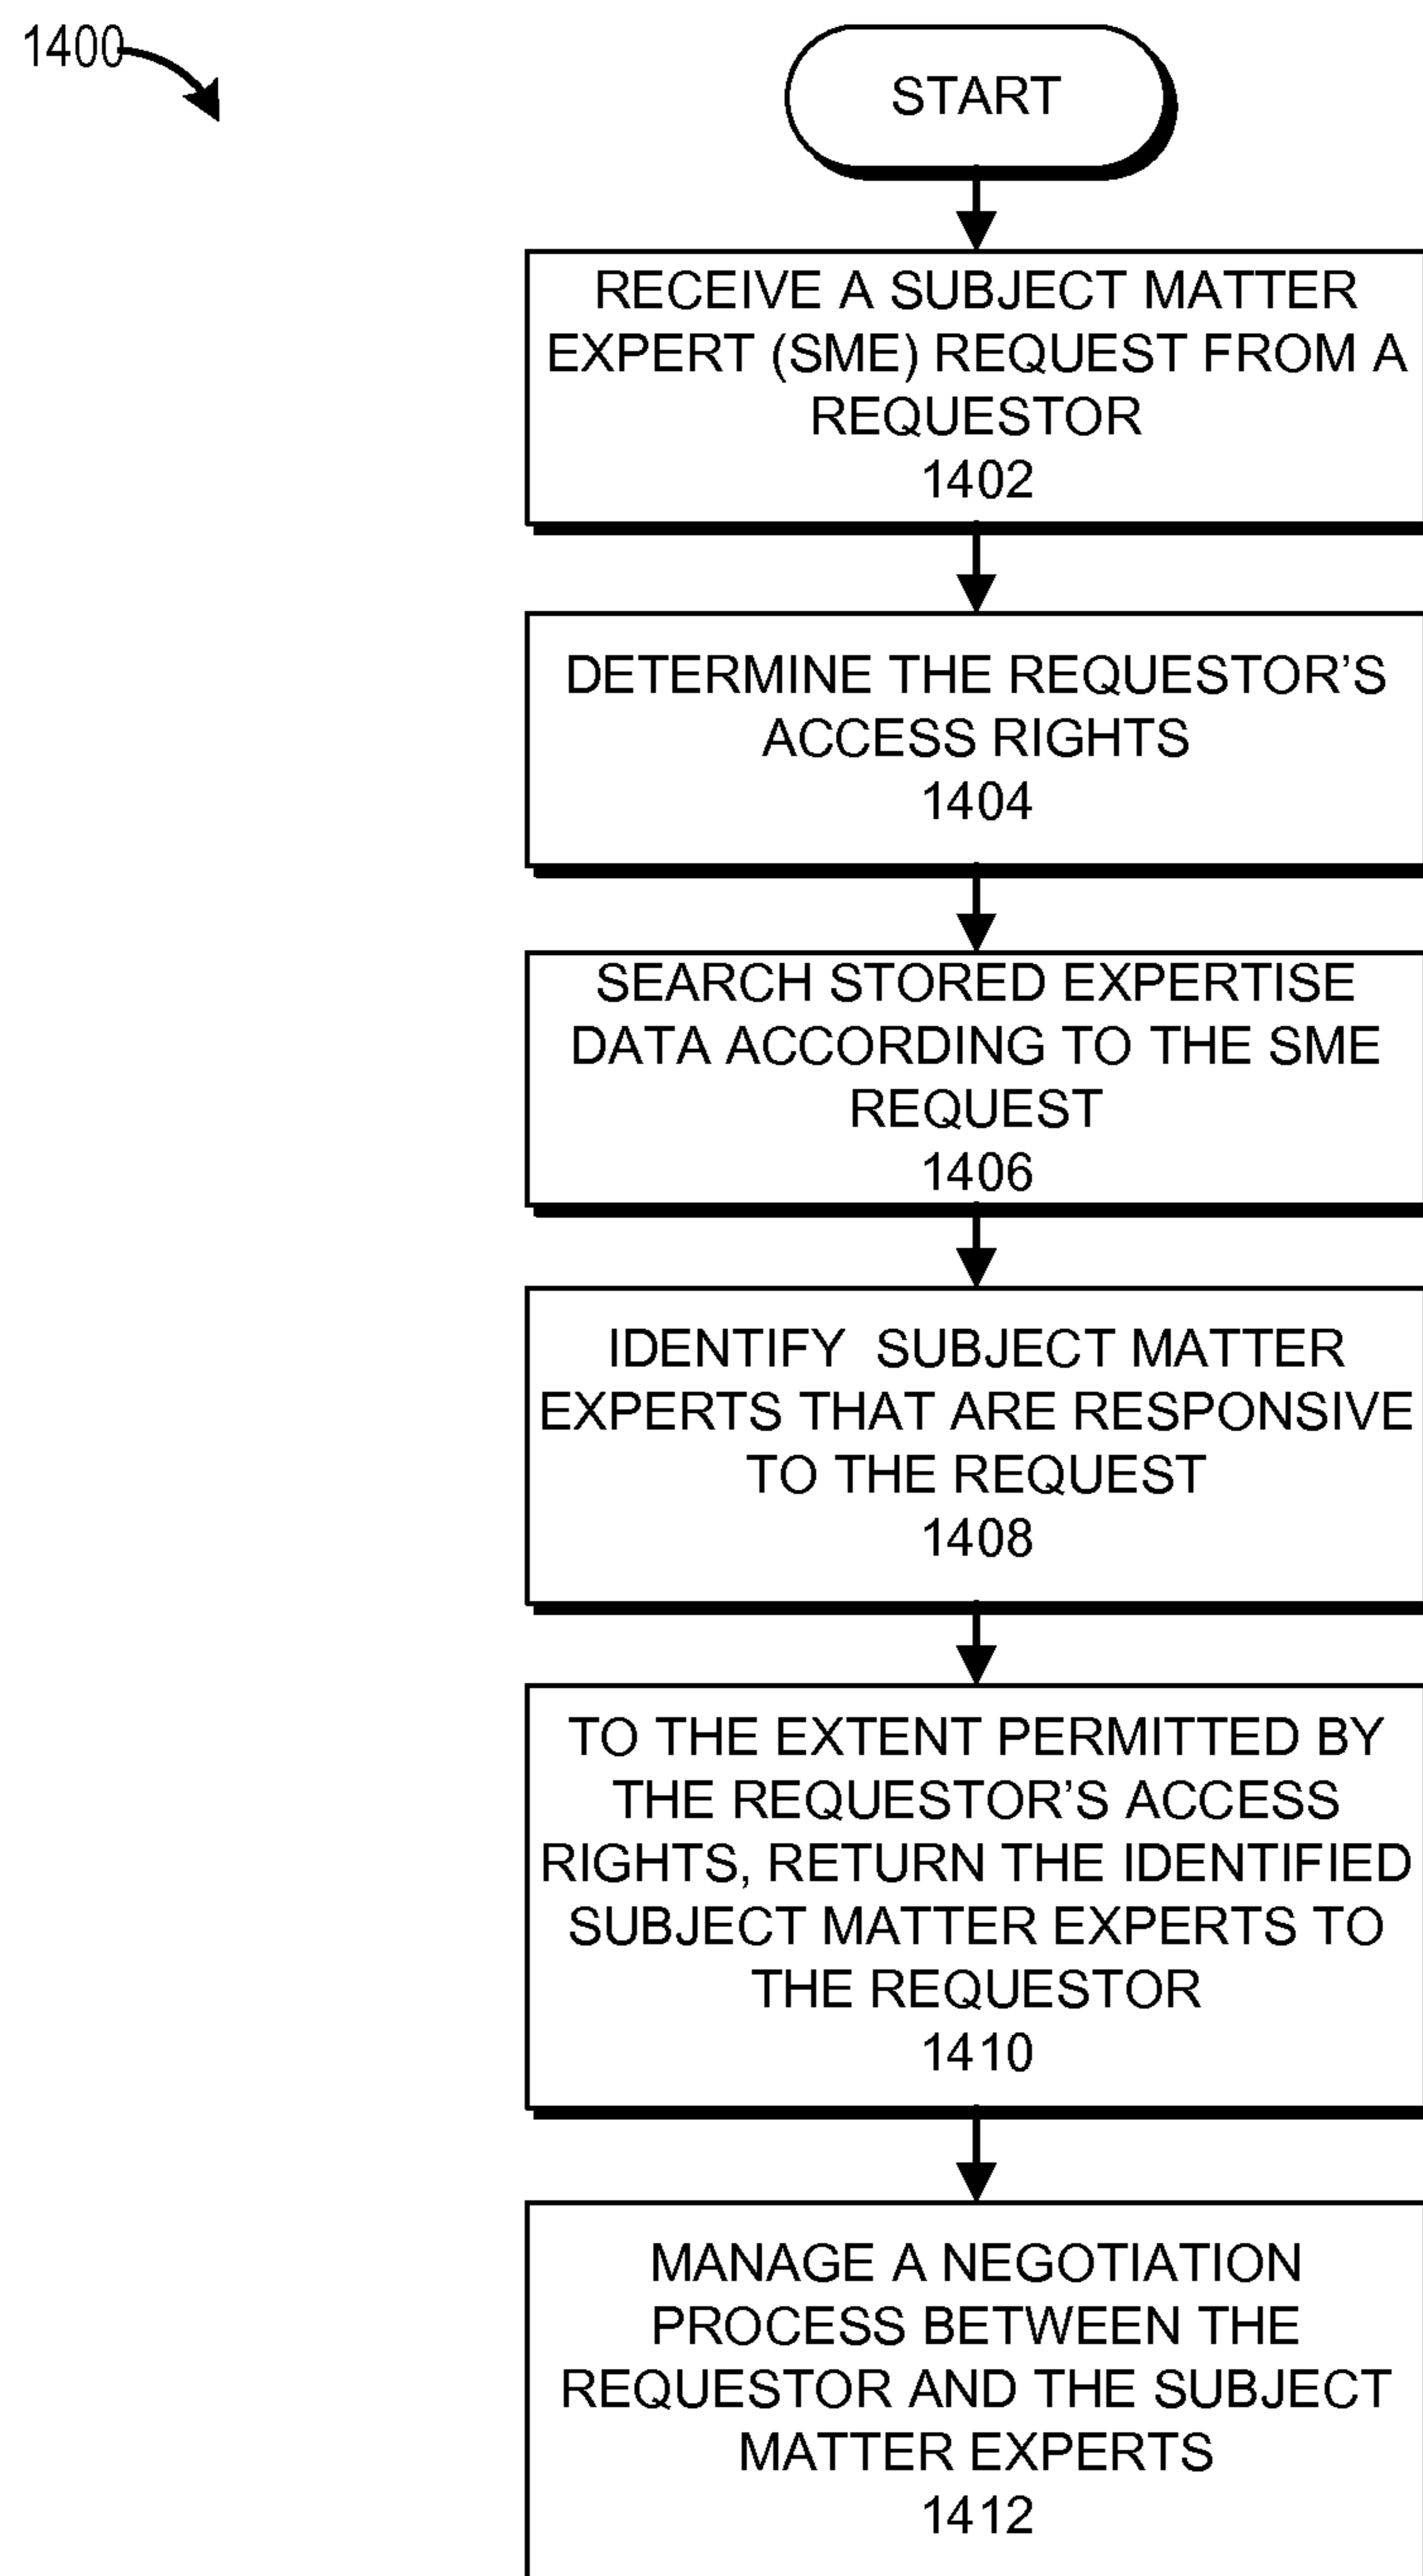 1400
START
RECEIVE A SUBJECT MATTER
EXPERT (SME) REQUEST FROM A
REQUESTOR
1402
DETERMINE THE REQUESTOR'S
ACCESS RIGHTS
1404
SEARCH STORED EXPERTISE
DATA ACCORDING TO THE SME
REQUEST
1406
IDENTIFY SUBJECT MATTER
EXPERTS THAT ARE RESPONSIVE
TO THE REQUEST
1408
TO THE EXTENT PERMITTED BY
THE REQUESTOR'S ACCESS
RIGHTS, RETURN THE IDENTIFIED
SUBJECT MATTER EXPERTS TO
THE REQUESTOR
1410
MANAGE A NEGOTIATION
PROCESS BETWEEN THE
REQUESTOR AND THE SUBJECT
MATTER EXPERTS
1412